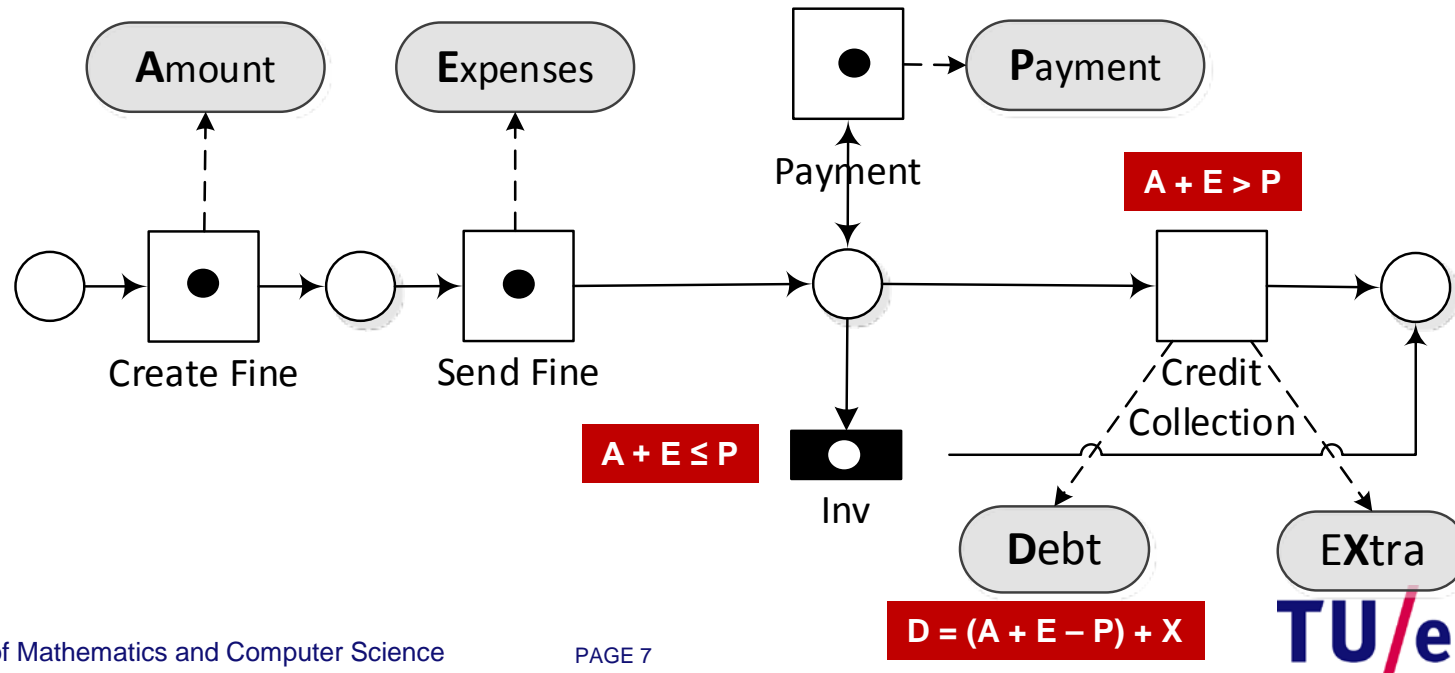 Amount
Expenses
Payment
Payment
A + E > P
Create Fine
Send Fine
Credit
Collection
A + E ≤ P
Inv
Debt
EXtra
D = (A + E – P) + X
of Mathematics and Computer Science
PAGE 7
TU/e